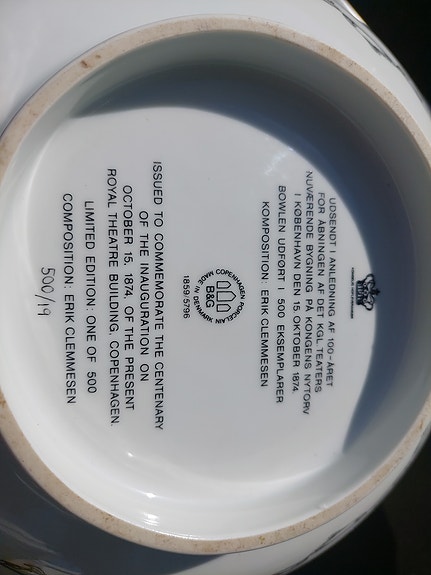 UDSENDT I ANLEDNING AF 100-ÅRET
FOR ÅBNINGEN AF DET KGL. TEATERS
NUVÆRENDE BYGNING PÅ KONGENS NYTORV
I KØBENHAVN DEN 15. OKTOBER 1874.
BOWLEN UDFØRT I 500 EKSEMPLARER
KOMPOSITION: ERIK CLEMMESEN
COPENHAGEN PORCELAIN
B&G
MADE IN DENMARK
1859 5796
ISSUED TO COMMEMORATE THE CENTENARY
OF THE INAUGURATION ON
OCTOBER 15, 1874, OF THE PRESENT
ROYAL THEATRE BUILDING, COPENHAGEN.
LIMITED EDITION: ONE OF 500
COMPOSITION: ERIK CLEMMESEN
500/19